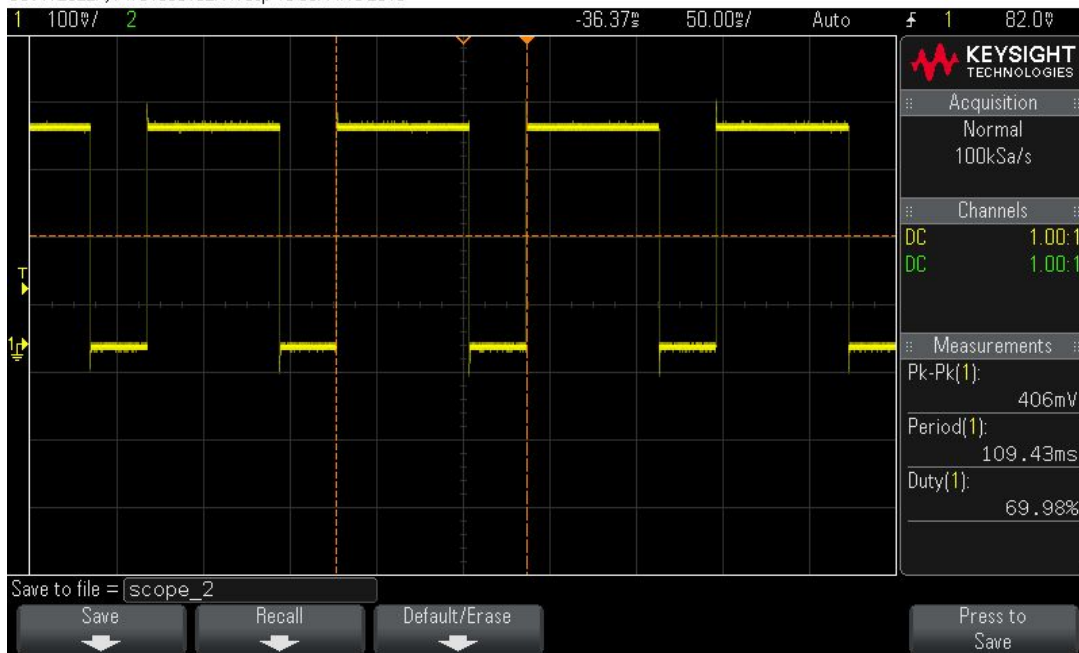 1 100▽/ 2 -36.37s 50.00s/ Auto 1 82.0▽
KEYSIGHT
TECHNOLOGIES
Acquisition
Normal
100kSa/s
Channels
DC 1.00:1
DC 1.00:1
T
1
Measurements
Pk-Pk(1):
406mV
Period(1):
109.43ms
Duty(1):
69.98%
Save to file = scope_2
Save
Recall
Default/Erase
Press to
Save